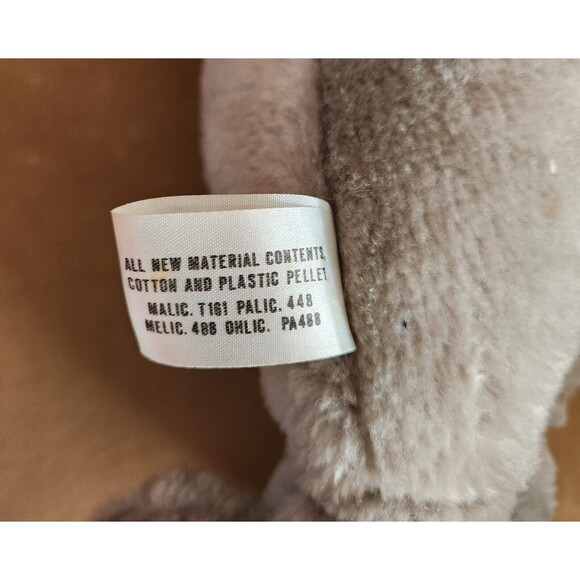 ALL NEW MATERIAL CONTENTS,
COTTON AND PLASTIC PELLET
MALIC. T161 PALIC. 448
MELIC. 488 OHLIC. PA488